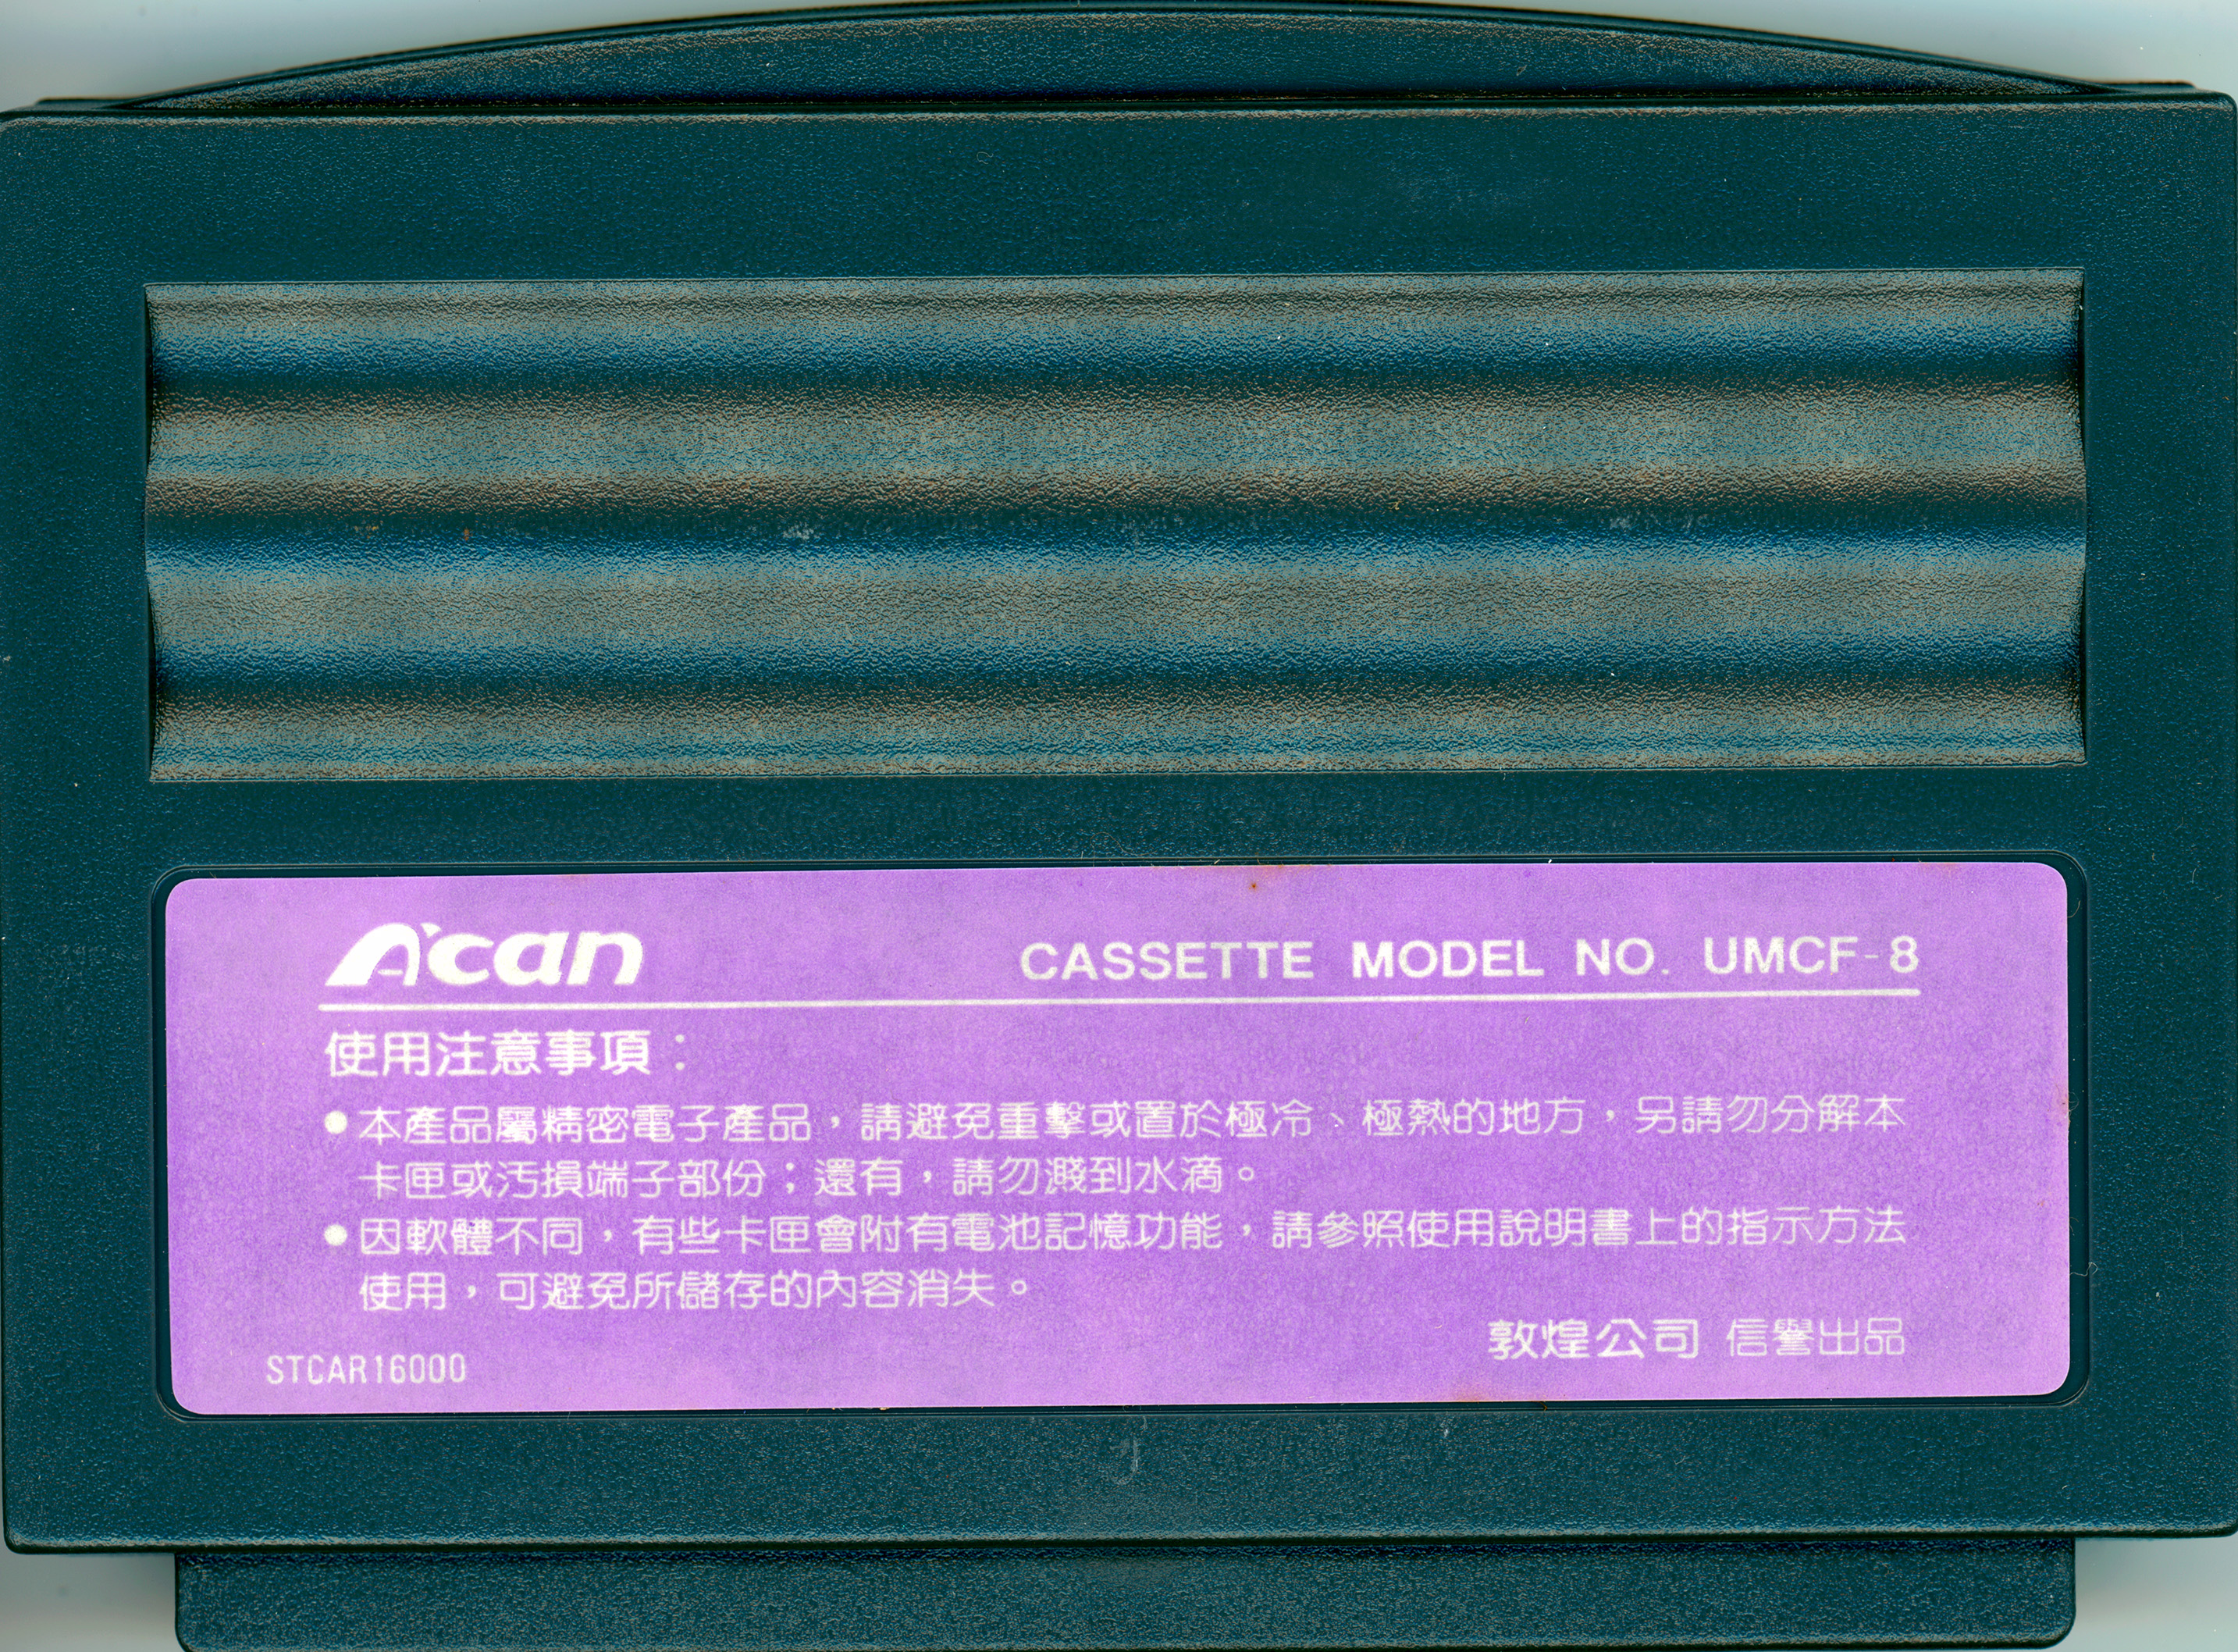 A'can
CASSETTE MODEL NO. UMCF-8
使用注意事項：
●本產品屬精密電子產品，請避免重擊或置於極冷、極熱的地方，另請勿分解本
卡匣或污損端子部份；還有，請勿濺到水滴。
●因軟體不同，有些卡匣會附有電池記憶功能，請參照使用說明書上的指示方法
使用，可避免所儲存的內容消失。
敦煌公司 信譽出品
STCAR16000